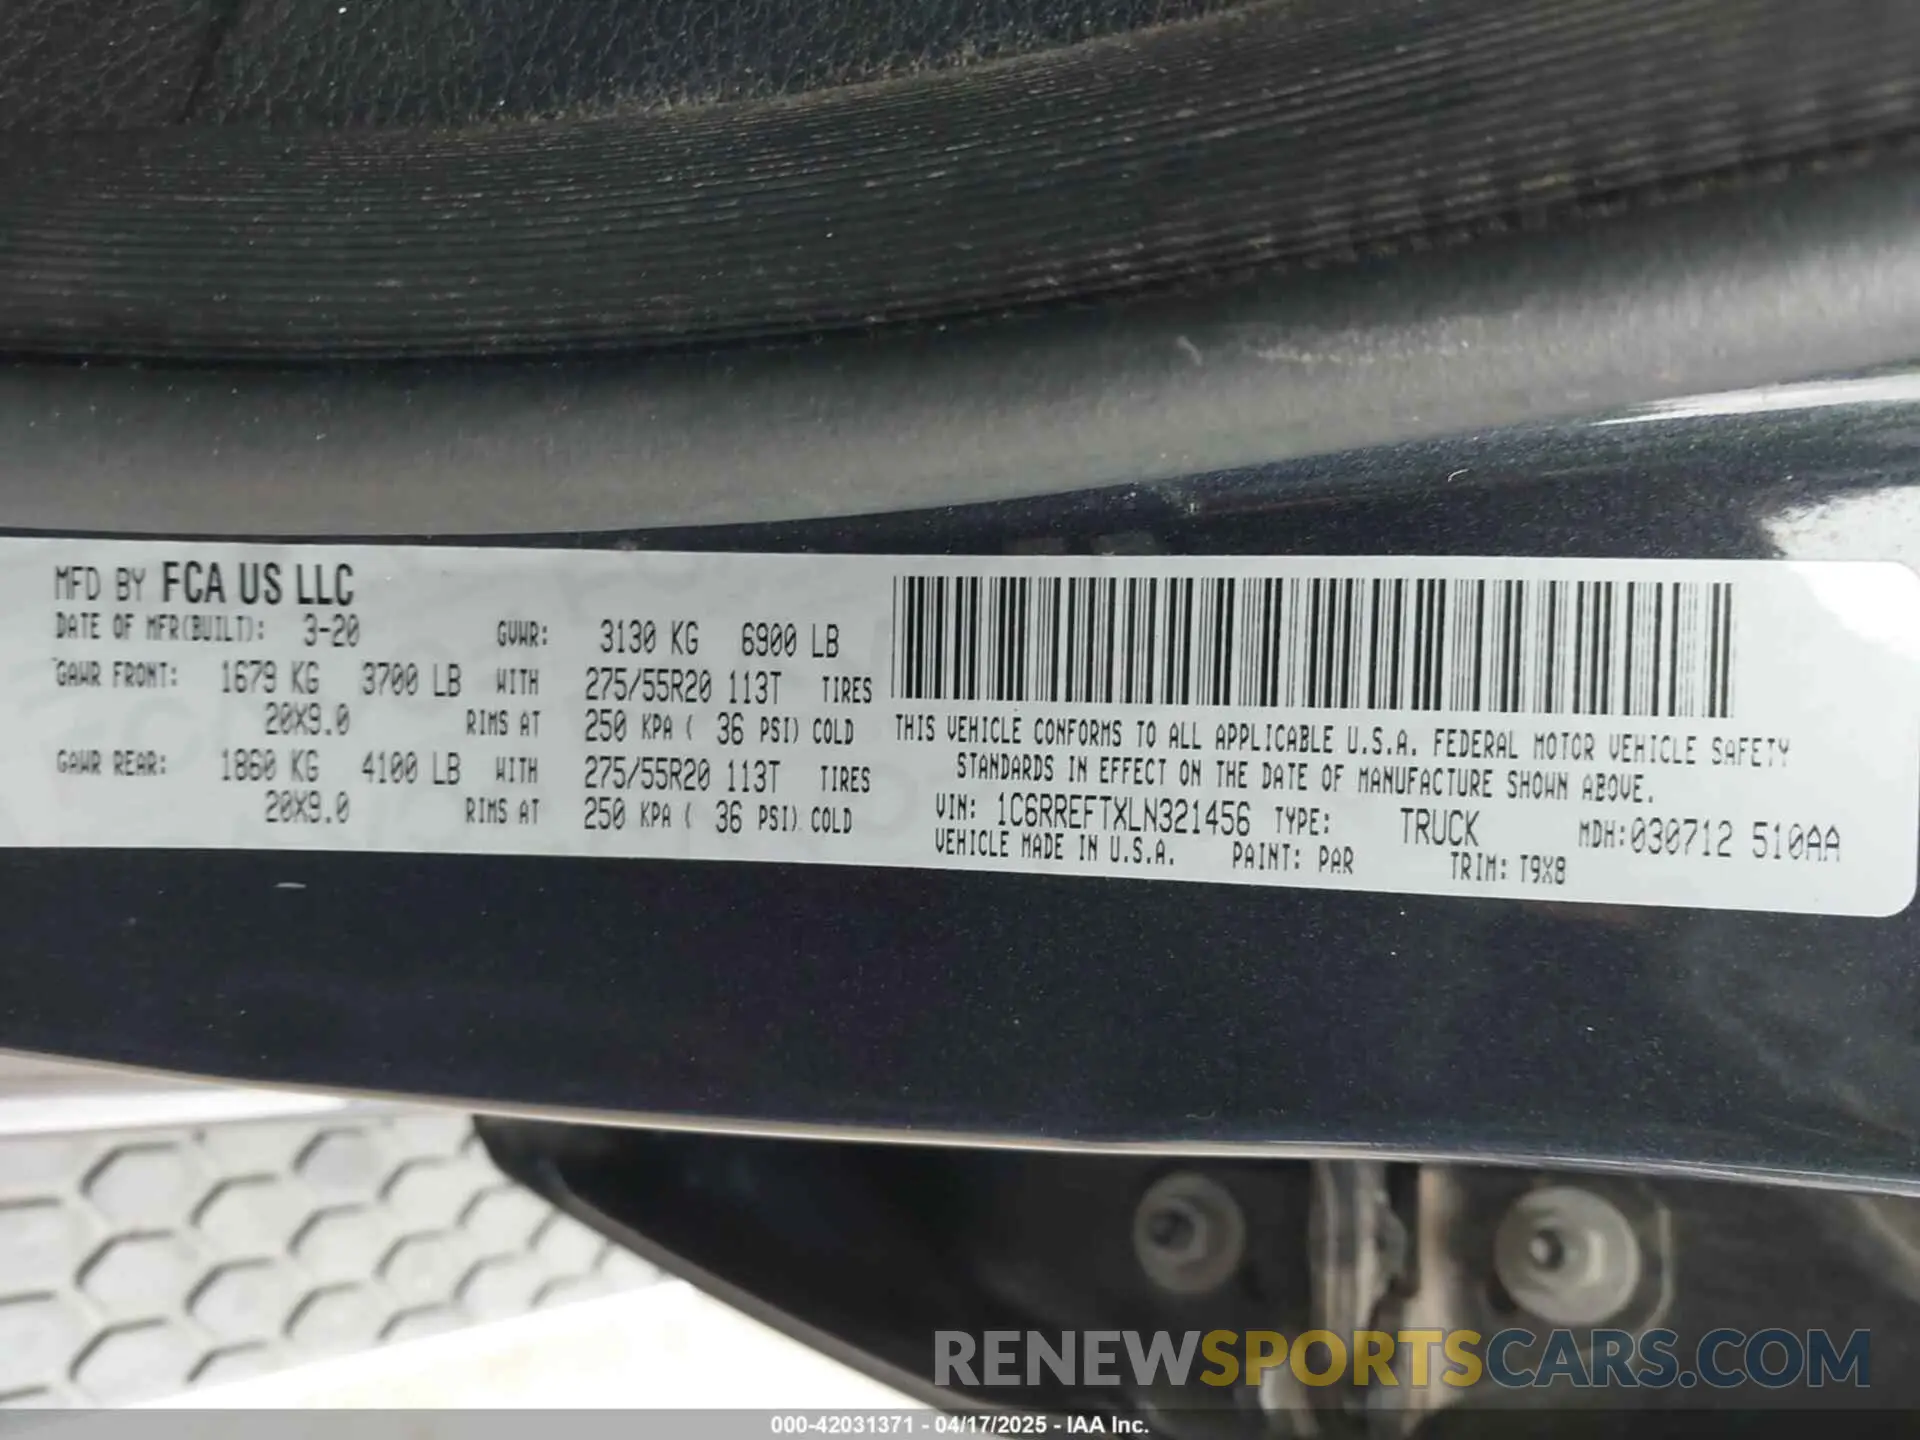 MFD BY FCA US LLC
DATE OF MFR(BUILT): 3-20 GVWR: 3130 KG 6900 LB
GAWR FRONT: 1679 KG 3700 LB WITH 275/55R20 113T TIRES
20X9.0 RIMS AT 250 KPA ( 36 PSI) COLD
GAWR REAR: 1860 KG 4100 LB WITH 275/55R20 113T TIRES
20X9.0 RIMS AT 250 KPA ( 36 PSI) COLD
THIS VEHICLE CONFORMS TO ALL APPLICABLE U.S.A. FEDERAL MOTOR VEHICLE SAFETY
STANDARDS IN EFFECT ON THE DATE OF MANUFACTURE SHOWN ABOVE.
VIN: 1C6RREFTXLN321456 TYPE: TRUCK MDH:030712 510AA
VEHICLE MADE IN U.S.A. PAINT: PAR TRIM: T9X8
RENEWSPORTSCARS.COM
000-42031371 - 04/17/2025 - IAA Inc.